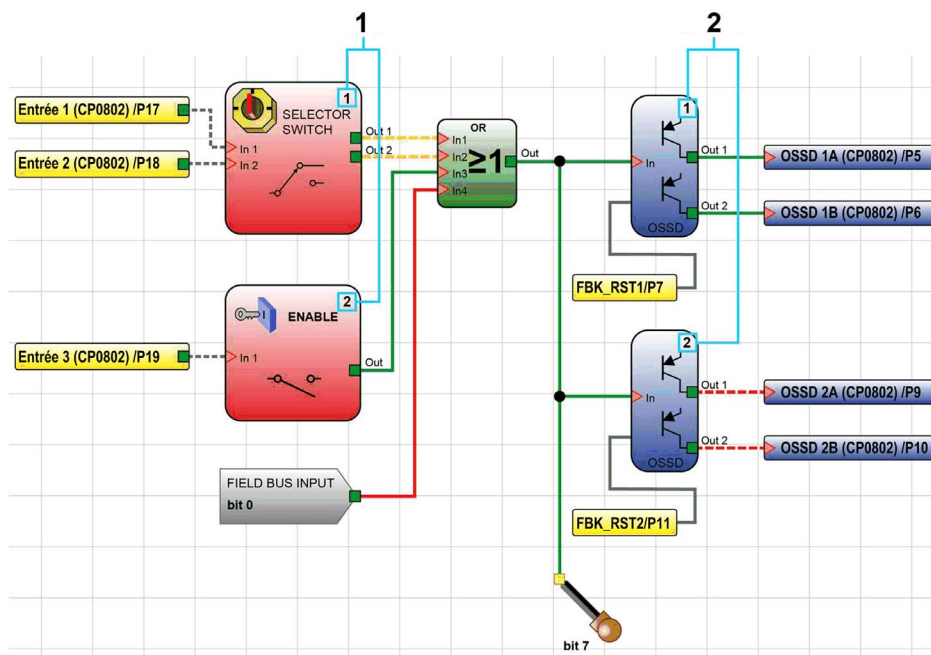 1
2
Entrée 1 (CP0802) /P17
Entrée 2 (CP0802) /P18
1
SELECTOR
SWITCH
In 1
In 2
Out 1
Out 2
OR
In1
In2
In3
In4
≥1
Out
1
In
Out 1
Out 2
OSSD
OSSD 1A (CP0802) /P5
OSSD 1B (CP0802) /P6
FBK_RST1/P7
2
ENABLE
Entrée 3 (CP0802) /P19
In 1
Out
2
In
Out 1
Out 2
OSSD
OSSD 2A (CP0802) /P9
OSSD 2B (CP0802) /P10
FIELD BUS INPUT
bit 0
FBK_RST2/P11
bit 7